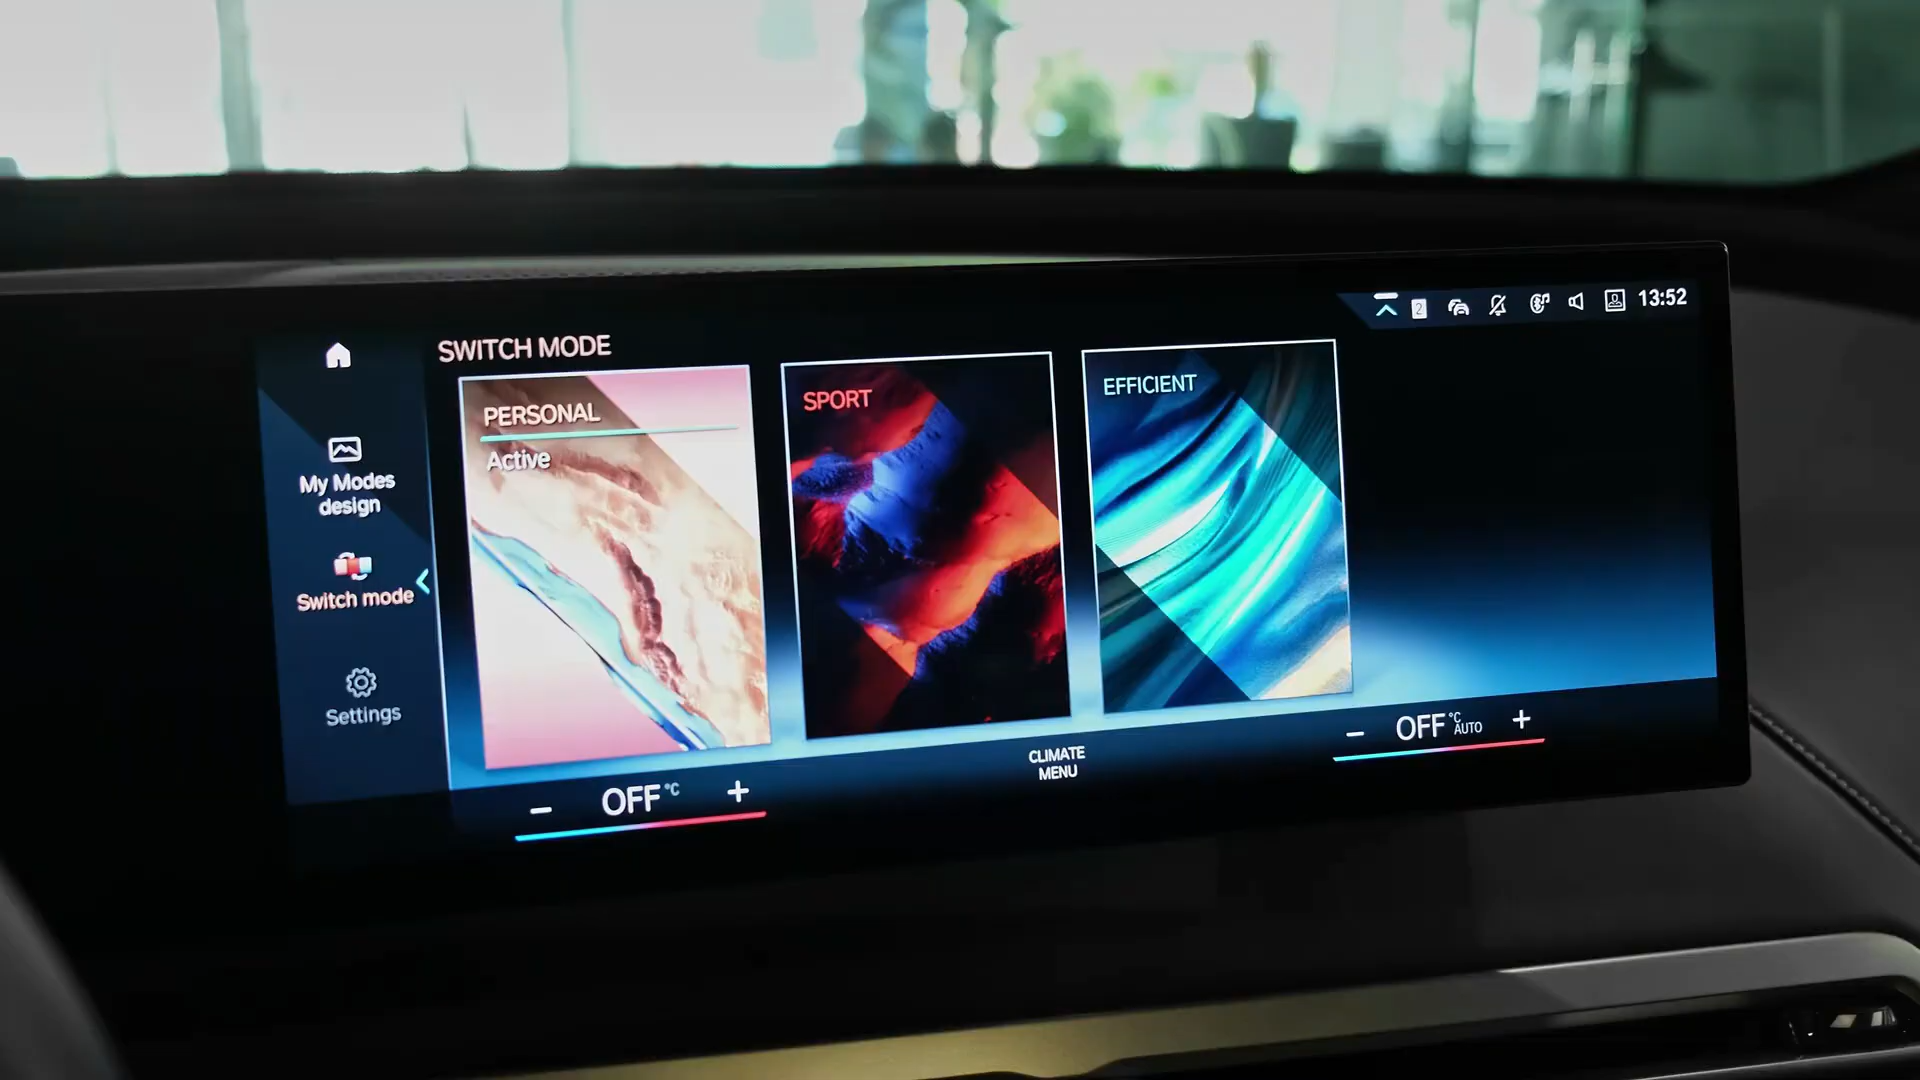 2
13:52
SWITCH MODE
My Modes
design
Switch mode
Settings
PERSONAL
Active
SPORT
EFFICIENT
− OFF °C +
CLIMATE
MENU
− OFF °C AUTO +